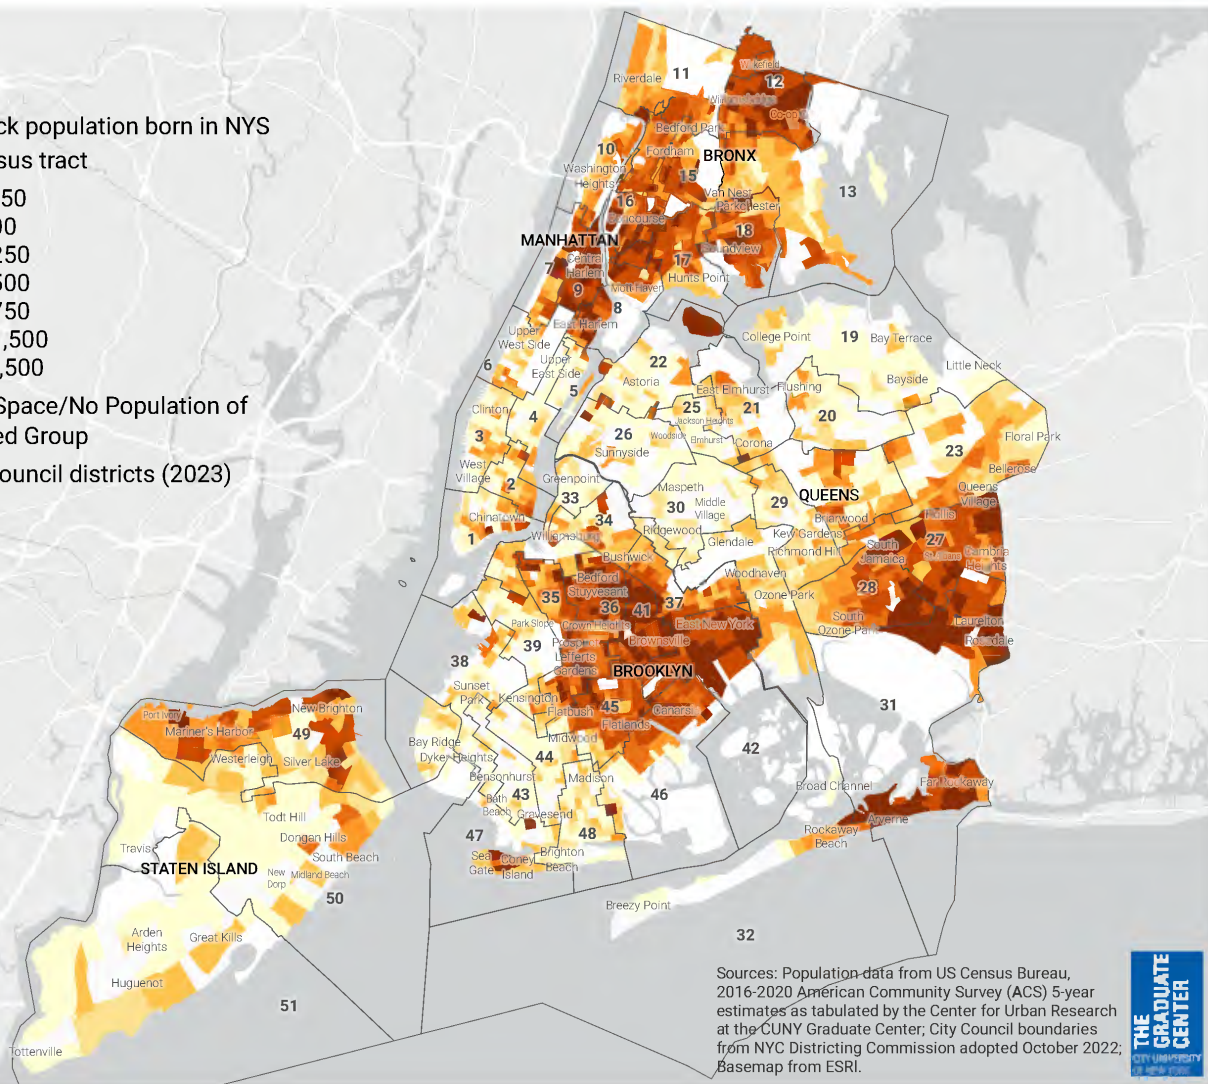 ck population born in NYS
sus tract
50
00
250
500
750
,500
,500
Space/No Population of
ed Group
ouncil districts (2023)
Riverdale
11
Wakefield
12
Williamsbridge
Co-op
Bedford Park
10
Fordham
BRONX
Washington
Heights
15
Van Nest
Parkchester
13
16
Concourse
18
Soundview
MANHATTAN
Central
Harlem
7
17
Hunts Point
9
Mott Haven
8
East Harlem
Upper
West Side
College Point
19
Bay Terrace
6
Upper
East Side
22
Little Neck
Astoria
5
East Elmhurst
Flushing
Bayside
Clinton
4
25
21
20
Jackson Heights
3
26
Woodside
Elmhurst
Corona
Floral Park
Sunnyside
23
West
Village
Bellerose
2
Greenpoint
Maspeth
QUEENS
Queens
Village
33
30
Middle
Village
29
Chinatown
34
Briarwood
Hollis
1
Williamsburg
Ridgewood
Glendale
Kew Gardens
27
South
Jamaica
Richmond Hill
St. Albans
Cambria
Heights
Bushwick
Bedford
Stuyvesant
Woodhaven
28
35
36
41
37
Ozone Park
Park Slope
Crown Heights
East New York
South
Ozone Park
Laurelton
39
Prospect
Lefferts
Gardens
Brownsville
Rosedale
38
BROOKLYN
Sunset
Park
Kensington
31
Flatbush
45
Canarsie
Flatlands
Port Ivory
New Brighton
Mariner's Harbor
49
Bay Ridge
Midwood
42
Westerleigh
Silver Lake
Dyker Heights
44
Bensonhurst
Madison
Broad Channel
Far Rockaway
43
46
Bath
Beach
Gravesend
Todt Hill
Arverne
Dongan Hills
47
48
Rockaway
Beach
Travis
South Beach
Sea
Gate
Coney
Island
Brighton
Beach
STATEN ISLAND
New
Dorp
Midland Beach
50
Breezy Point
32
Arden
Heights
Great Kills
Huguenot
51
Tottenville
Sources: Population data from US Census Bureau,
2016-2020 American Community Survey (ACS) 5-year
estimates as tabulated by the Center for Urban Research
at the CUNY Graduate Center; City Council boundaries
from NYC Districting Commission adopted October 2022;
Basemap from ESRI.
THE
GRADUATE
CENTER
CITY UNIVERSITY
OF NEW YORK